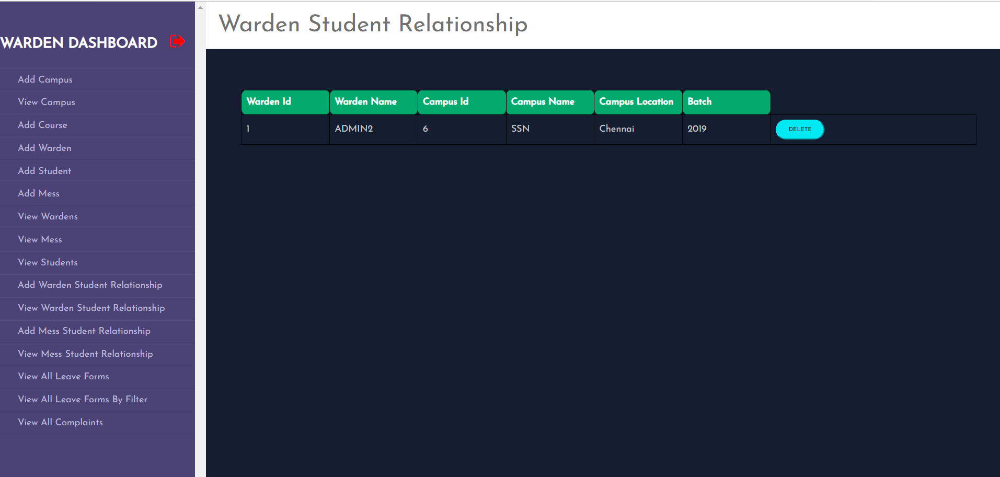 WARDEN DASHBOARD
Add Campus
View Campus
Add Course
Add Warden
Add Student
Add Mess
View Wardens
View Mess
View Students
Add Warden Student Relationship
View Warden Student Relationship
Add Mess Student Relationship
View Mess Student Relationship
View All Leave Forms
View All Leave Forms By Filter
View All Complaints
Warden Student Relationship
Warden Id Warden Name Campus Id Campus Name Campus Location Batch
1 ADMIN2 6 SSN Chennai 2019 DELETE